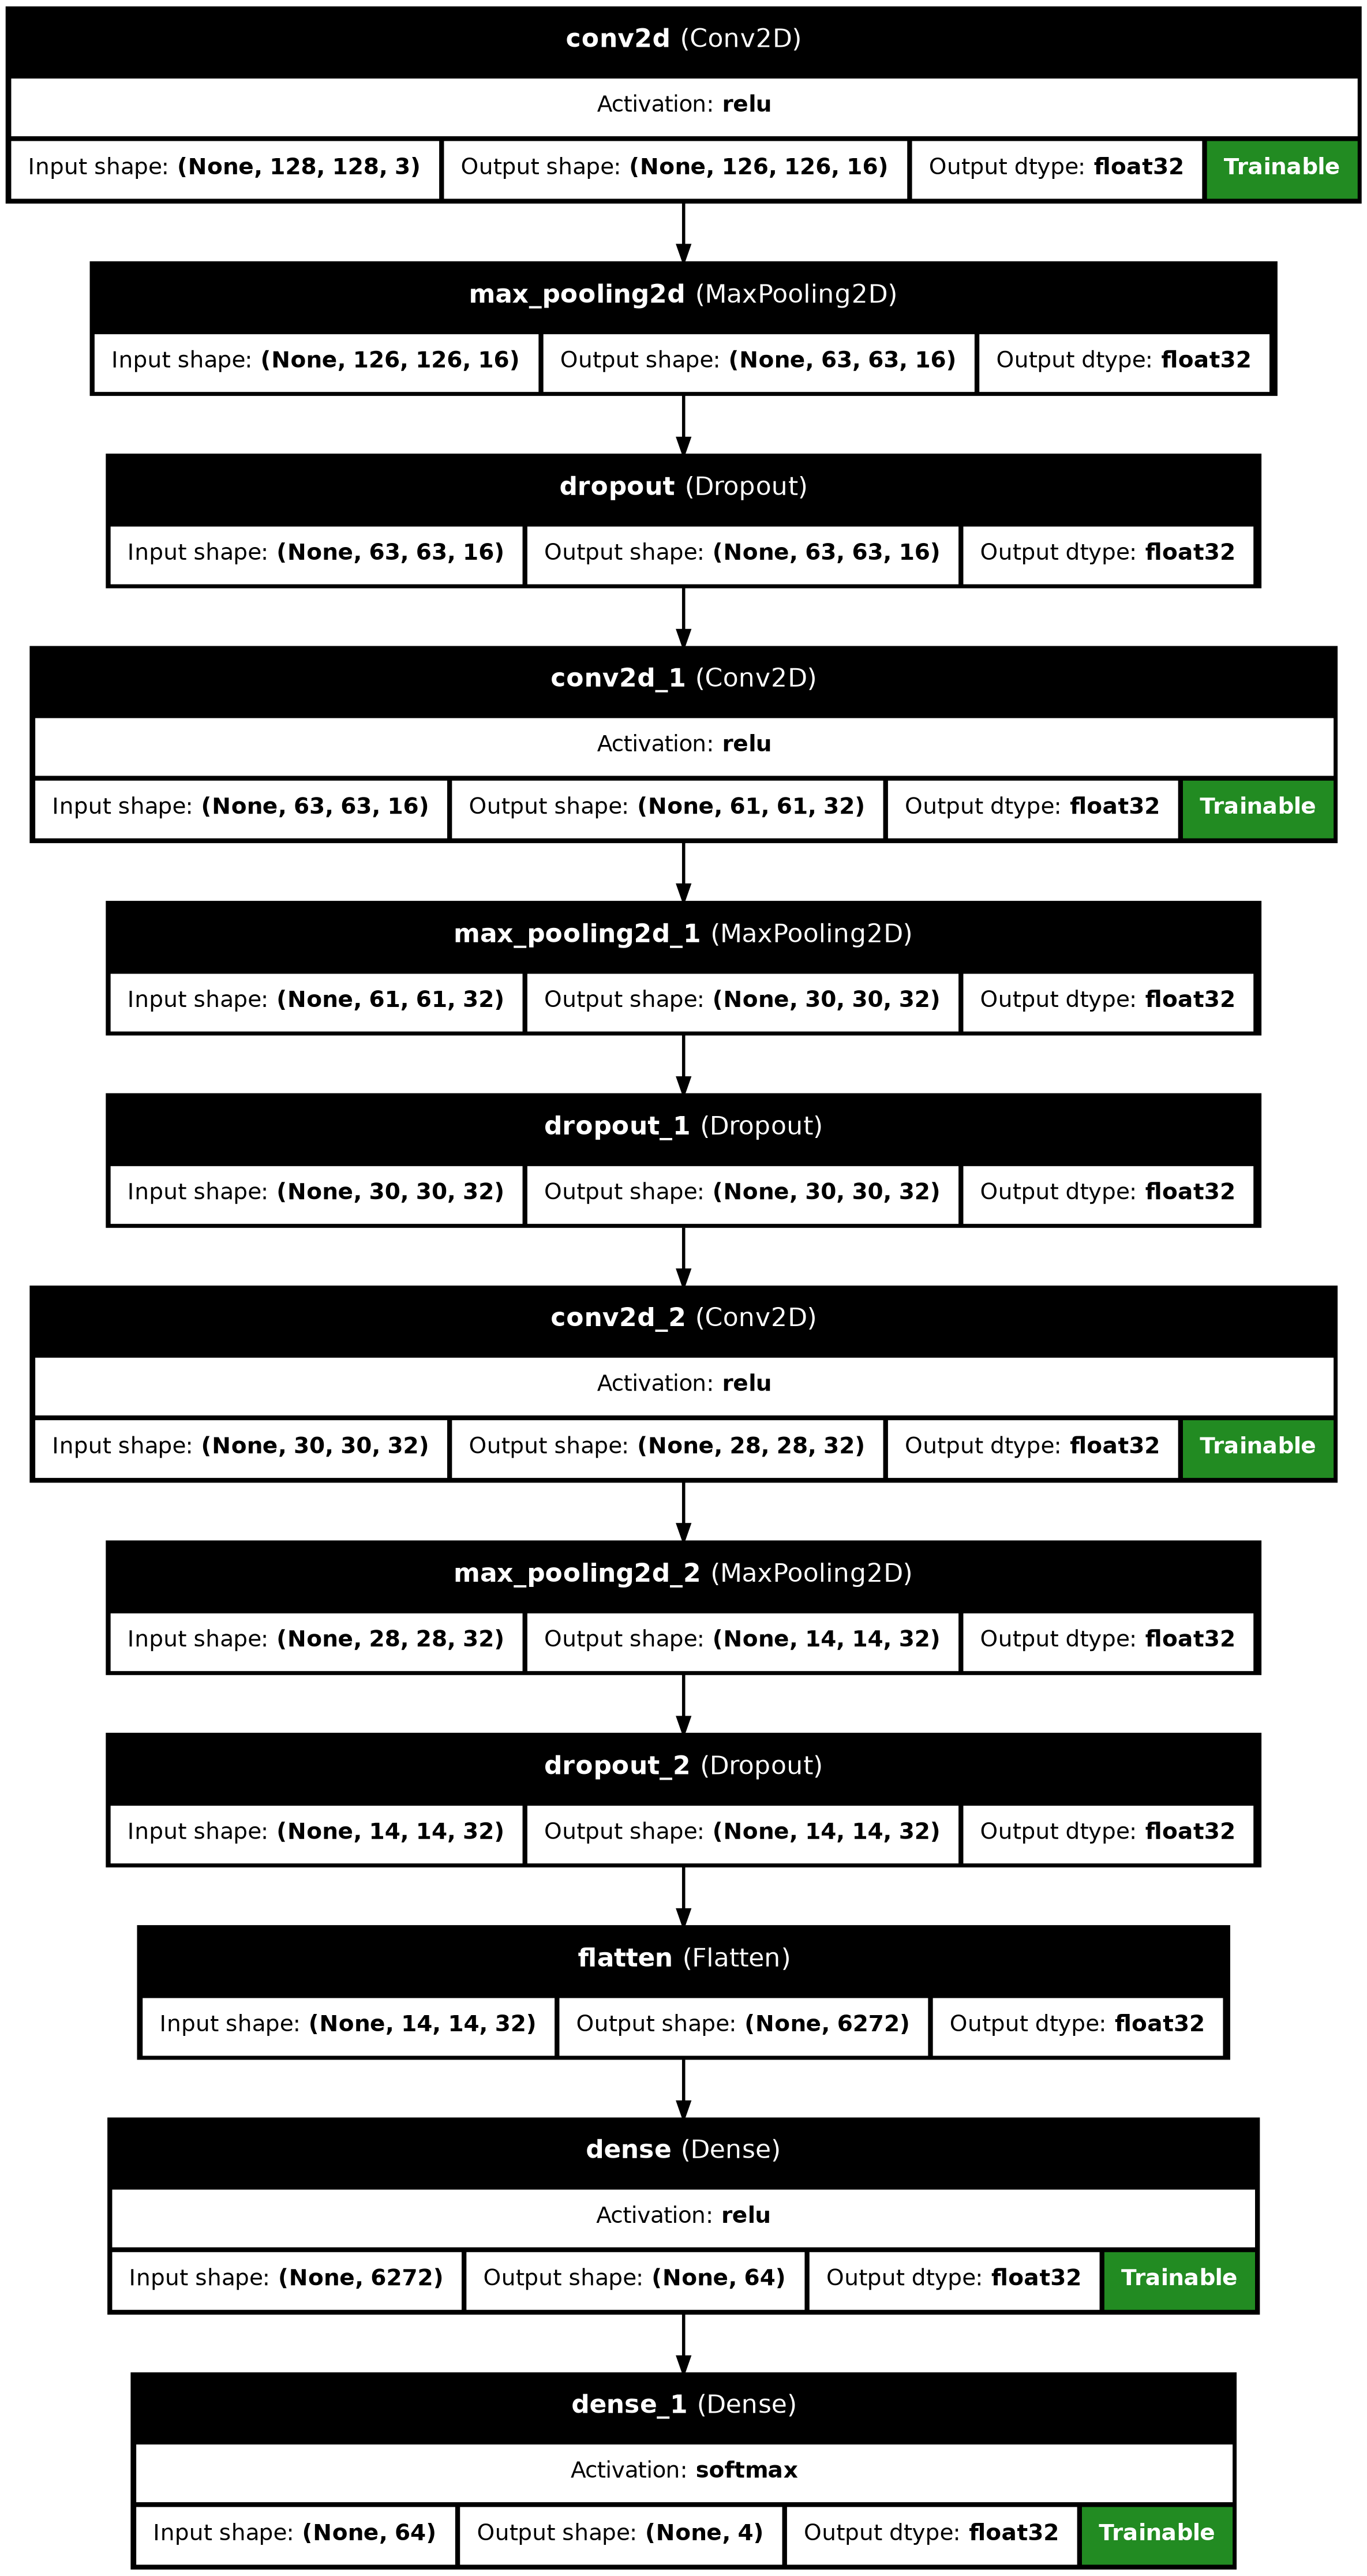 conv2d (Conv2D)
Activation: relu
Input shape: (None, 128, 128, 3) Output shape: (None, 126, 126, 16) Output dtype: float32 Trainable
max_pooling2d (MaxPooling2D)
Input shape: (None, 126, 126, 16) Output shape: (None, 63, 63, 16) Output dtype: float32
dropout (Dropout)
Input shape: (None, 63, 63, 16) Output shape: (None, 63, 63, 16) Output dtype: float32
conv2d_1 (Conv2D)
Activation: relu
Input shape: (None, 63, 63, 16) Output shape: (None, 61, 61, 32) Output dtype: float32 Trainable
max_pooling2d_1 (MaxPooling2D)
Input shape: (None, 61, 61, 32) Output shape: (None, 30, 30, 32) Output dtype: float32
dropout_1 (Dropout)
Input shape: (None, 30, 30, 32) Output shape: (None, 30, 30, 32) Output dtype: float32
conv2d_2 (Conv2D)
Activation: relu
Input shape: (None, 30, 30, 32) Output shape: (None, 28, 28, 32) Output dtype: float32 Trainable
max_pooling2d_2 (MaxPooling2D)
Input shape: (None, 28, 28, 32) Output shape: (None, 14, 14, 32) Output dtype: float32
dropout_2 (Dropout)
Input shape: (None, 14, 14, 32) Output shape: (None, 14, 14, 32) Output dtype: float32
flatten (Flatten)
Input shape: (None, 14, 14, 32) Output shape: (None, 6272) Output dtype: float32
dense (Dense)
Activation: relu
Input shape: (None, 6272) Output shape: (None, 64) Output dtype: float32 Trainable
dense_1 (Dense)
Activation: softmax
Input shape: (None, 64) Output shape: (None, 4) Output dtype: float32 Trainable